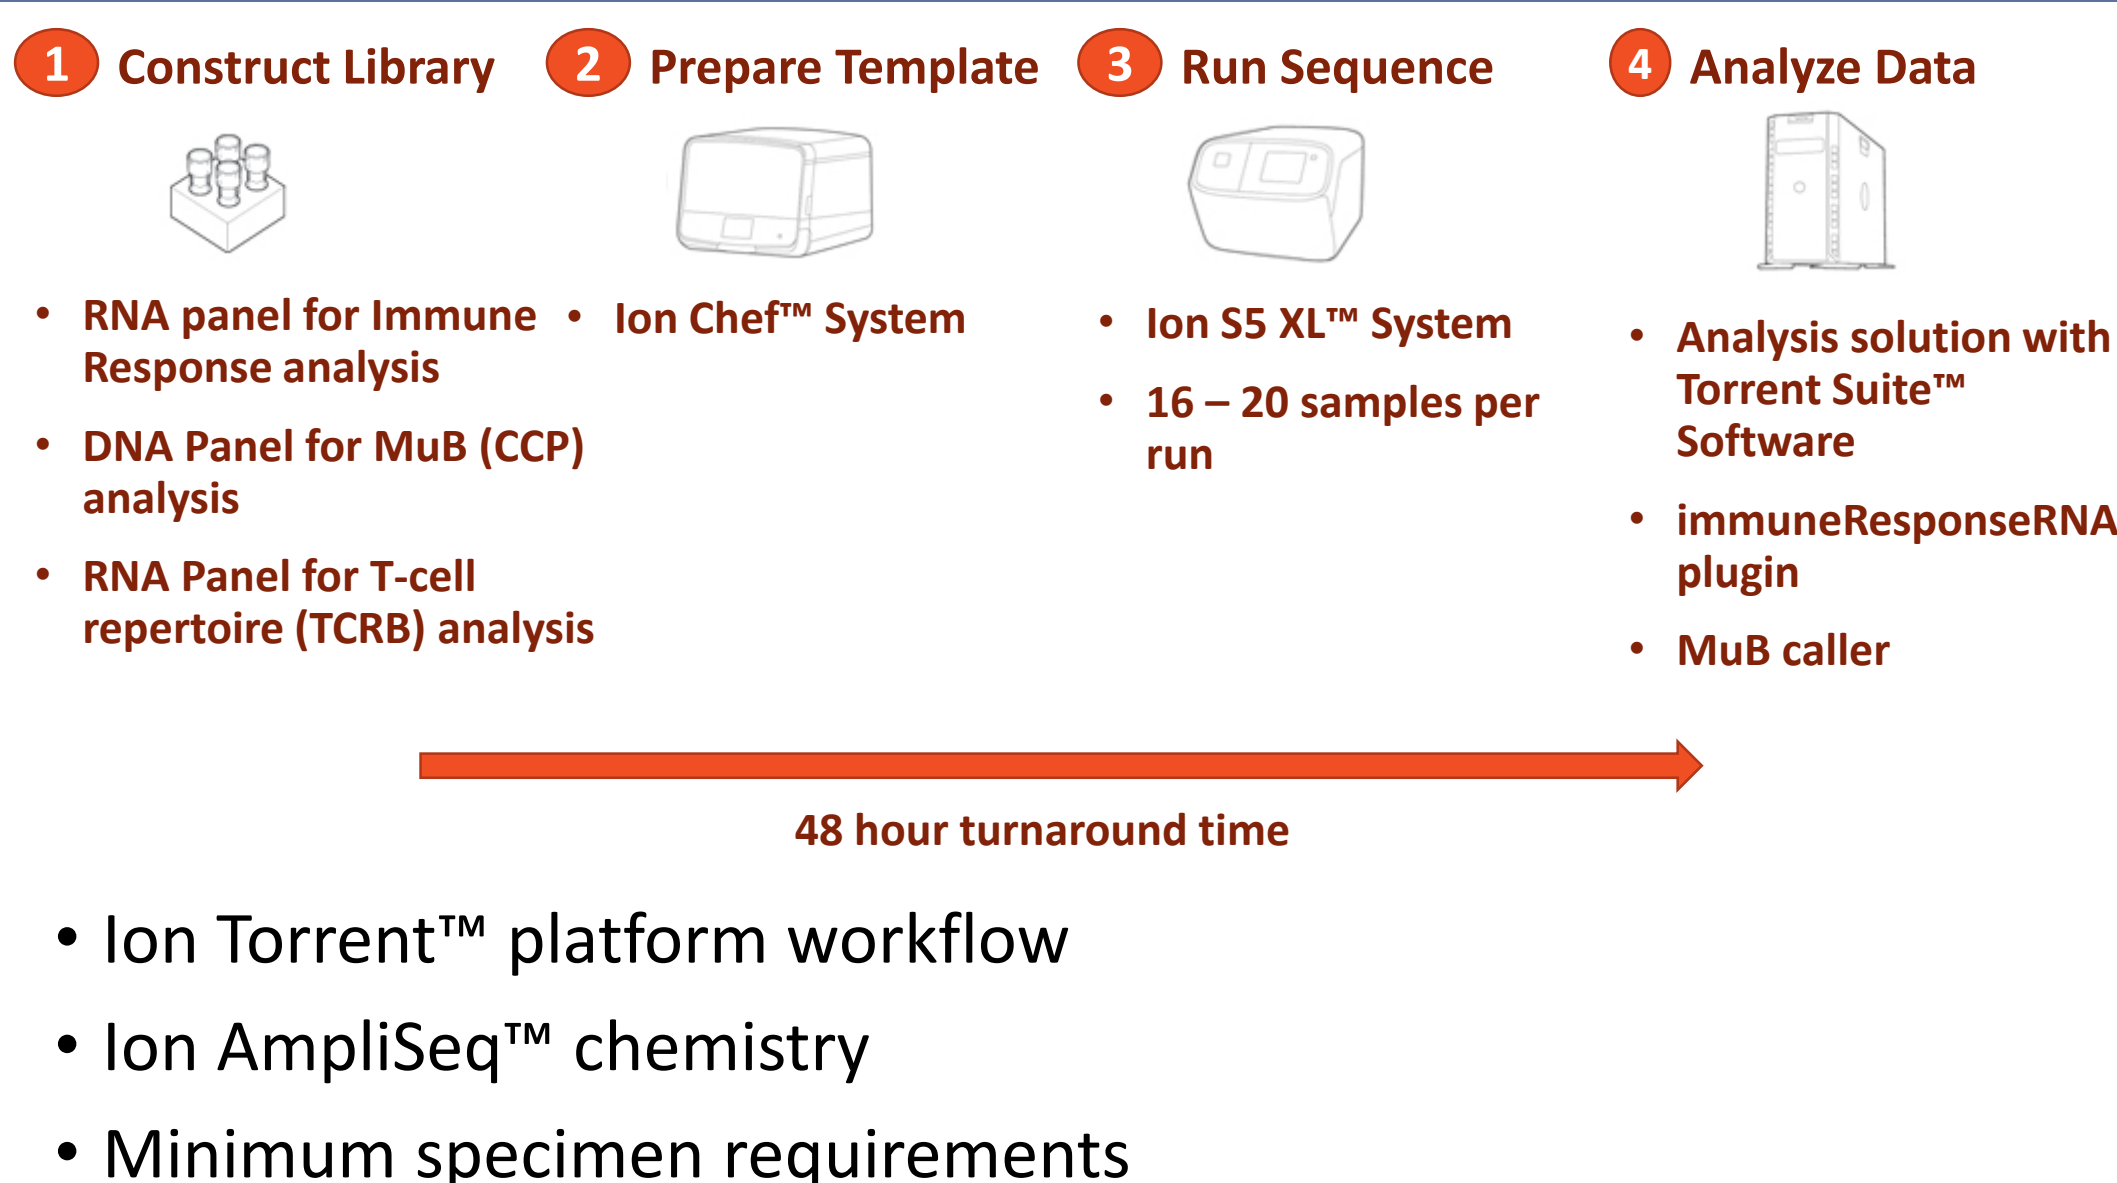 1 Construct Library
2 Prepare Template
3 Run Sequence
4 Analyze Data
• RNA panel for Immune
Response analysis
• DNA Panel for MuB (CCP)
analysis
• RNA Panel for T-cell
repertoire (TCRB) analysis
• Ion Chef™ System
• Ion S5 XL™ System
• 16 – 20 samples per
run
• Analysis solution with
Torrent Suite™
Software
• immuneResponseRNA
plugin
• MuB caller
48 hour turnaround time
• Ion Torrent™ platform workflow
• Ion AmpliSeq™ chemistry
• Minimum specimen requirements